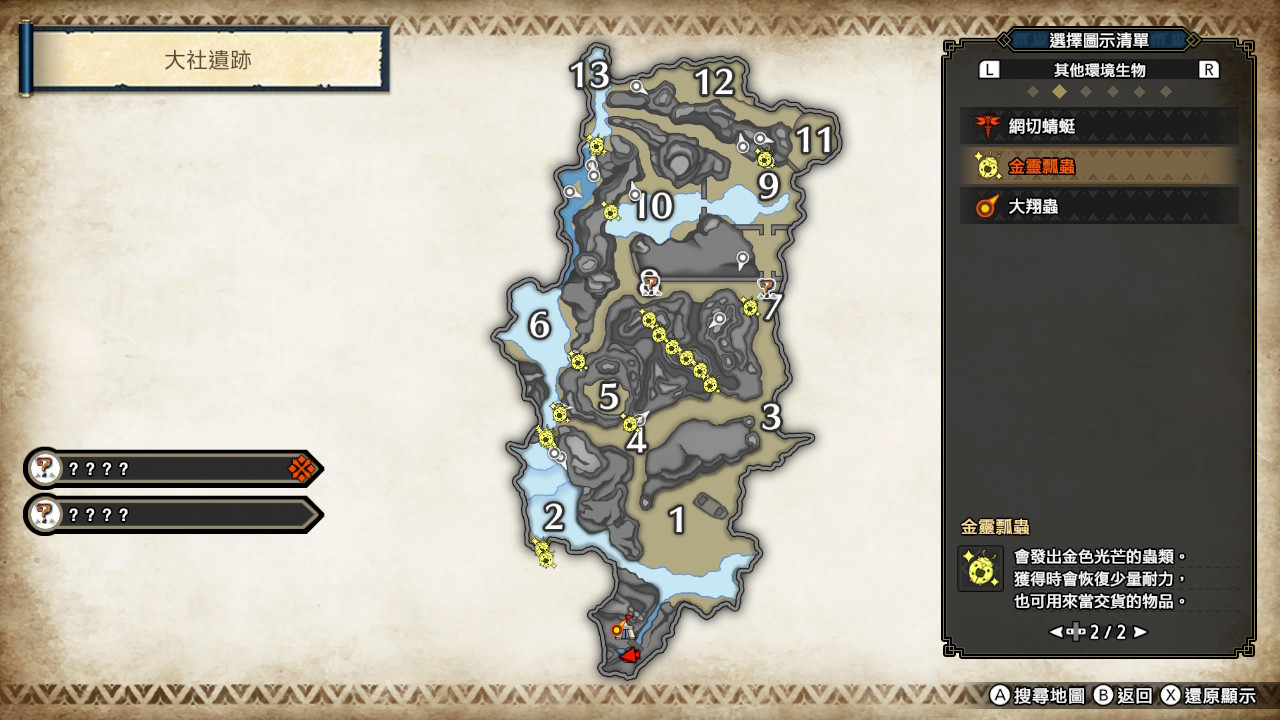 大社遺跡
選擇圖示清單
L 其他環境生物 R
網切蜻蜓
金靈瓢蟲
大翔蟲
13
12
11
9
10
7
6
5
3
4
2
1
????
????
金靈瓢蟲
會發出金色光芒的蟲類。
獲得時會恢復少量耐力，
也可用來當交貨的物品。
2/2
A 搜尋地圖 B 返回 X 還原顯示